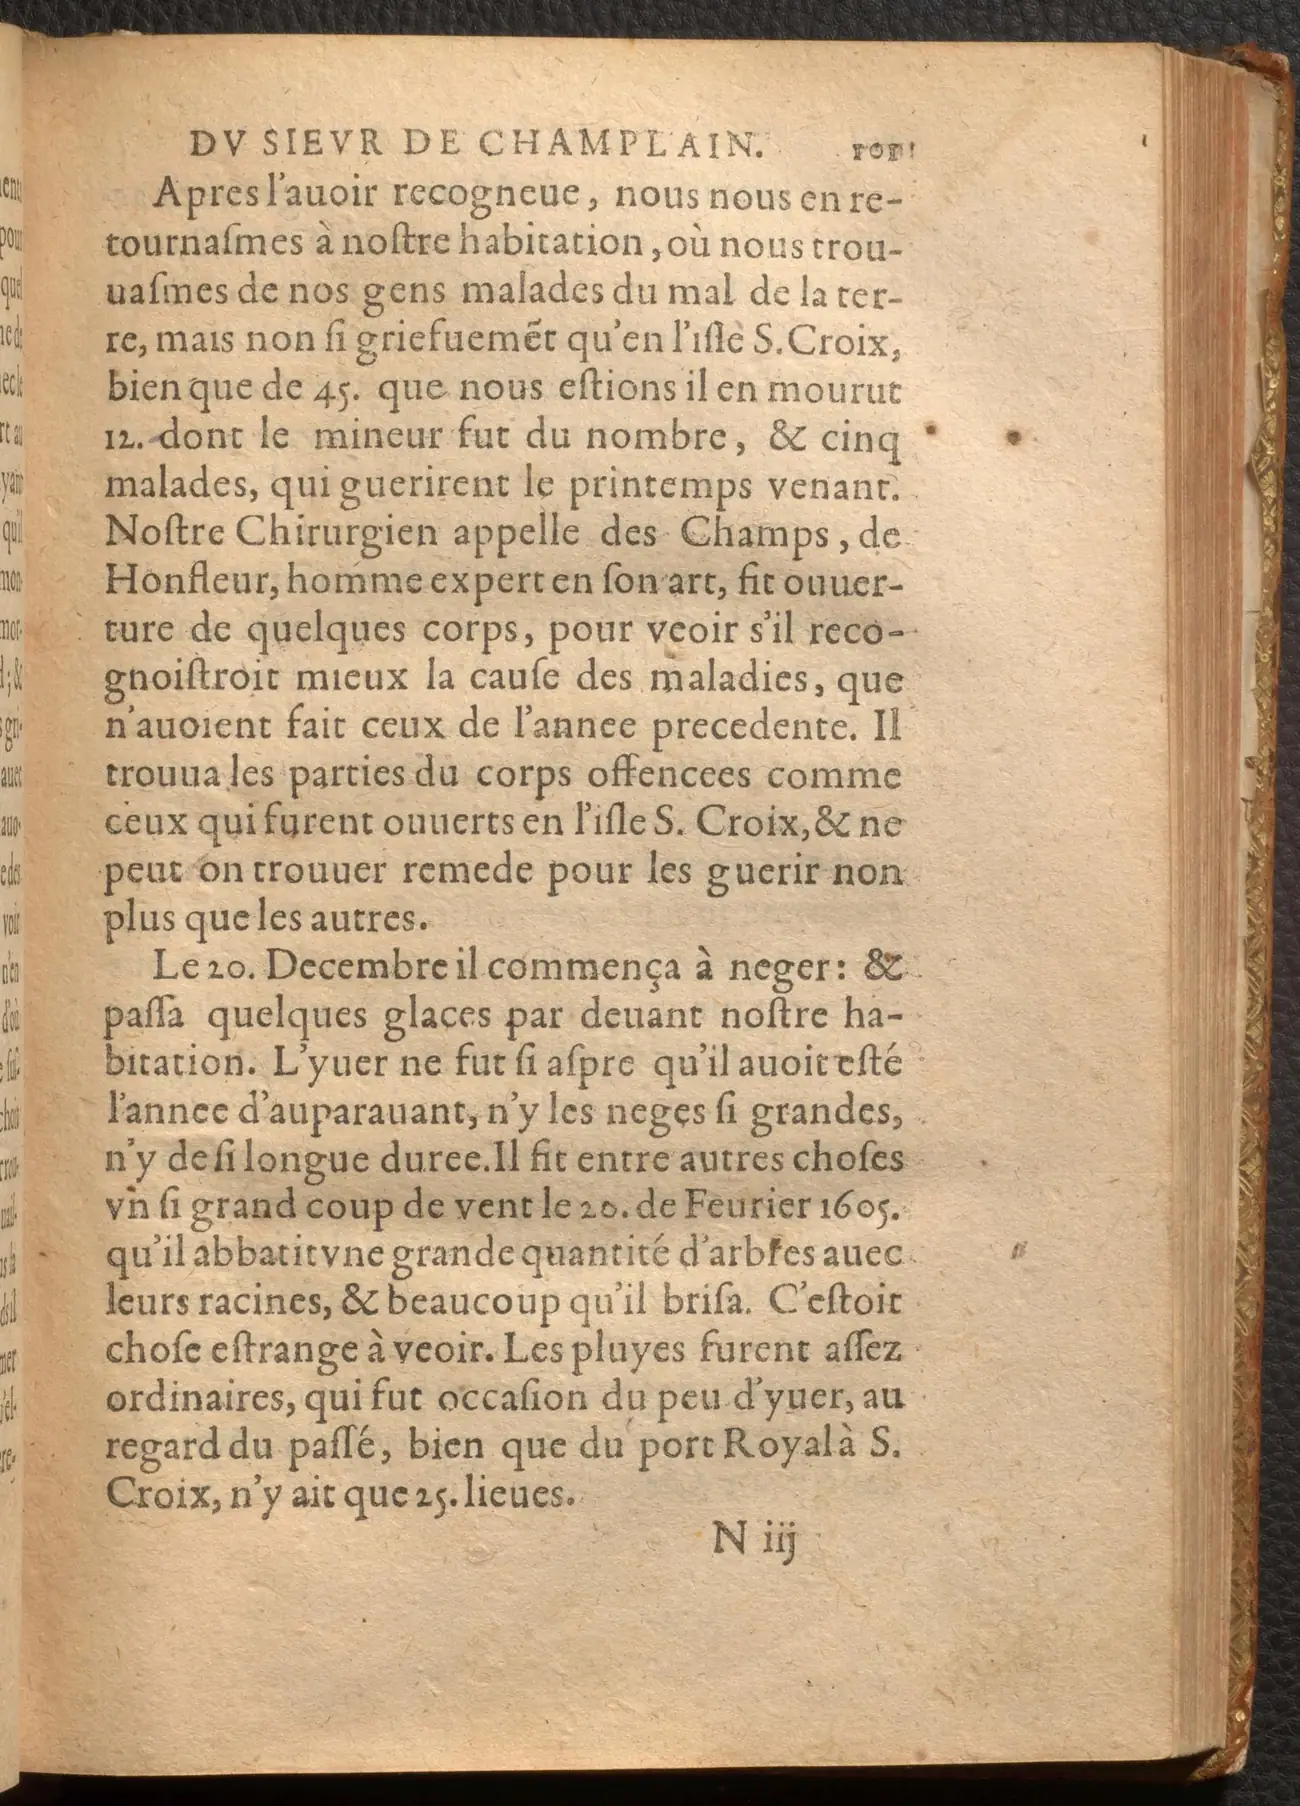 DV SIEVR DE CHAMPLAIN. 101
Apres l'auoir recogneue, nous nous en re-
tournaſmes à noſtre habitation, où nous trou-
uaſmes de nos gens malades du mal de la ter-
re, mais non ſi griefuemẽt qu'en l'iſle S. Croix,
bien que de 45. que nous eſtions il en mourut
12. dont le mineur fut du nombre, & cinq
malades, qui guerirent le printemps venant.
Noſtre Chirurgien appelle des Champs, de
Honfleur, homme expert en ſon art, fit ouuer-
ture de quelques corps, pour veoir s'il reco-
gnoiſtroit mieux la cauſe des maladies, que
n'auoient fait ceux de l'annee precedente. Il
trouua les parties du corps offencees comme
ceux qui furent ouuerts en l'iſle S. Croix, & ne
peut on trouuer remede pour les guerir non
plus que les autres.
Le 20. Decembre il commença à neger: &
paſſa quelques glaces par deuant noſtre ha-
bitation. L'yuer ne fut ſi aſpre qu'il auoit eſté
l'annee d'auparauant, n'y les neges ſi grandes,
n'y de ſi longue duree. Il fit entre autres choſes
vn ſi grand coup de vent le 20. de Feurier 1605.
qu'il abbatit vne grande quantité d'arbres auec
leurs racines, & beaucoup qu'il briſa. C'eſtoit
choſe eſtrange à veoir. Les pluyes furent aſſez
ordinaires, qui fut occaſion du peu d'yuer, au
regard du paſſé, bien que du port Royal à S.
Croix, n'y ait que 25. lieues.
N iij